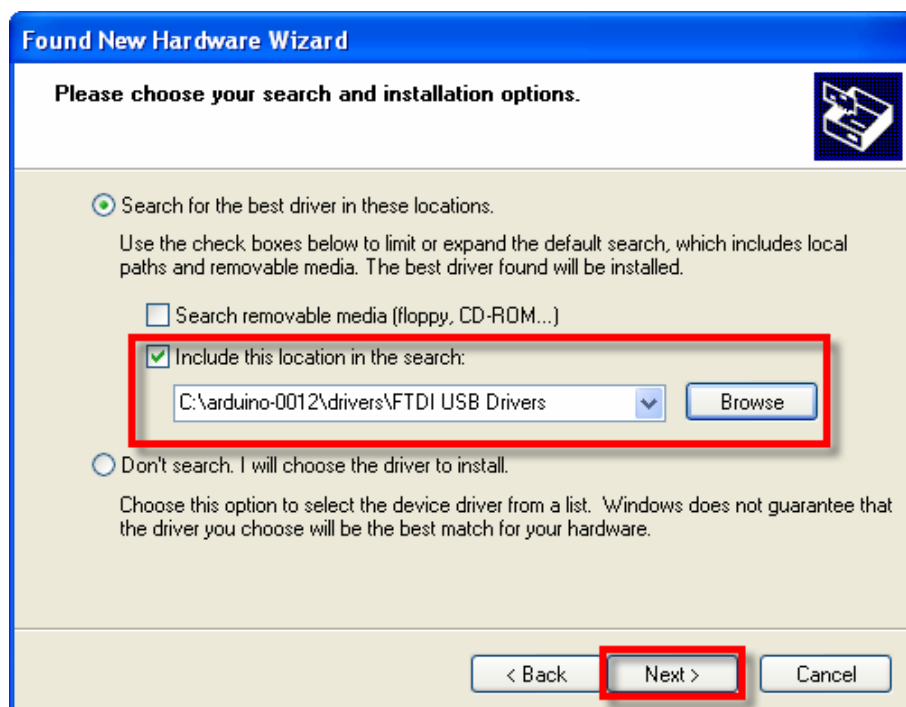 Found New Hardware Wizard
Please choose your search and installation options.
Search for the best driver in these locations.
Use the check boxes below to limit or expand the default search, which includes local
paths and removable media. The best driver found will be installed.
Search removable media (floppy, CD-ROM...)
Include this location in the search:
C:\arduino-0012\drivers\FTDI USB Drivers
Browse
Don't search. I will choose the driver to install.
Choose this option to select the device driver from a list. Windows does not guarantee that
the driver you choose will be the best match for your hardware.
< Back
Next >
Cancel